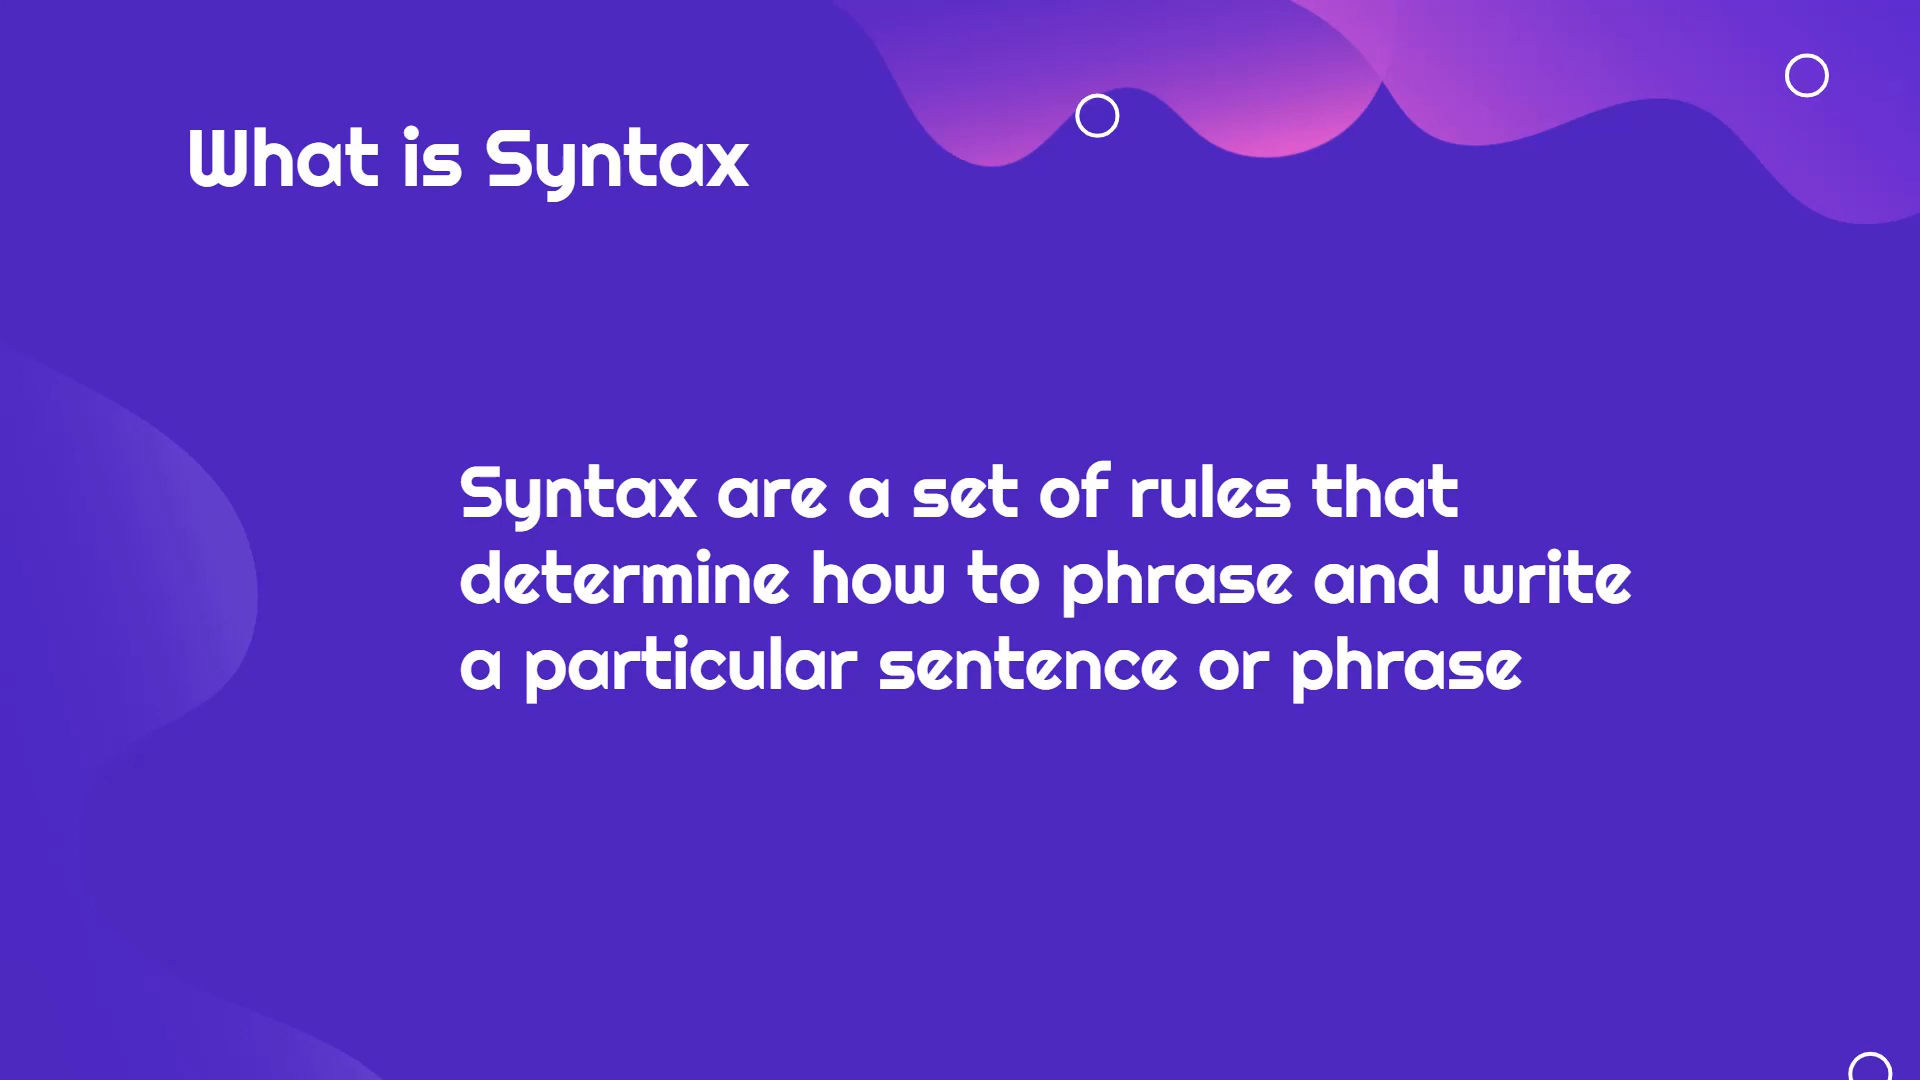 What is Syntax
Syntax are a set of rules that
determine how to phrase and write
a particular sentence or phrase